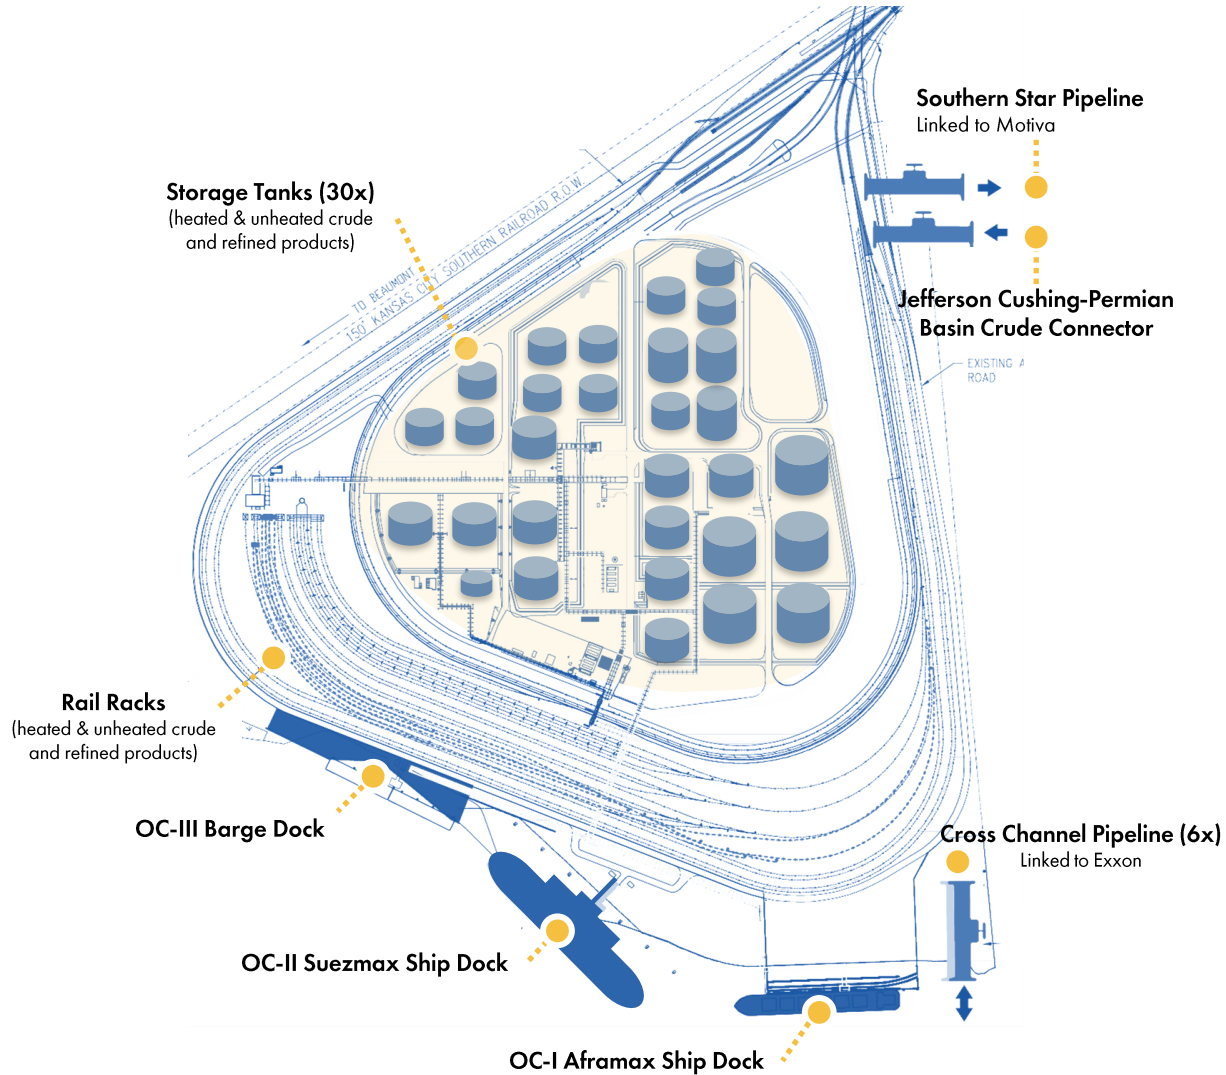 Southern Star Pipeline
Linked to Motiva
Storage Tanks (30x)
(heated & unheated crude
and refined products)
TO BEAUMONT
150' KANSAS CITY SOUTHERN RAILROAD R.O.W.
Jefferson Cushing-Permian
Basin Crude Connector
EXISTING A
ROAD
Rail Racks
(heated & unheated crude
and refined products)
OC-III Barge Dock
Cross Channel Pipeline (6x)
Linked to Exxon
OC-II Suezmax Ship Dock
OC-I Aframax Ship Dock